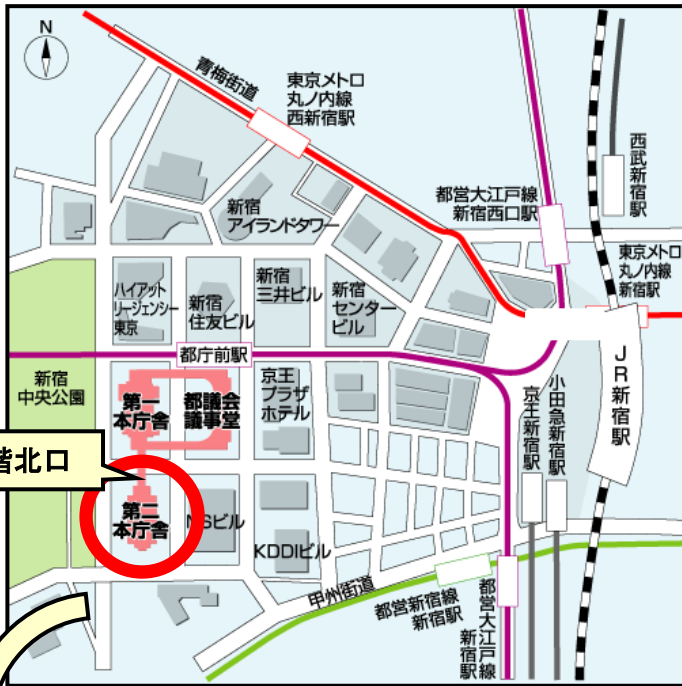 N
青梅街道
東京メトロ
丸ノ内線
西新宿駅
西武新宿駅
都営大江戸線
新宿西口駅
新宿
アイランドタワー
東京メトロ
丸ノ内線
新宿駅
ハイアット
リージェンシー
東京
新宿
住友ビル
新宿
三井ビル
新宿
センター
ビル
都庁前駅
JR新宿駅
新宿
中央公園
第一
本庁舎
都議会
議事堂
京王
プラザ
ホテル
京王新宿駅
小田急新宿駅
階北口
第二
本庁舎
NSビル
KDDIビル
甲州街道
都営新宿線
新宿駅
都営大江戸線
新宿駅